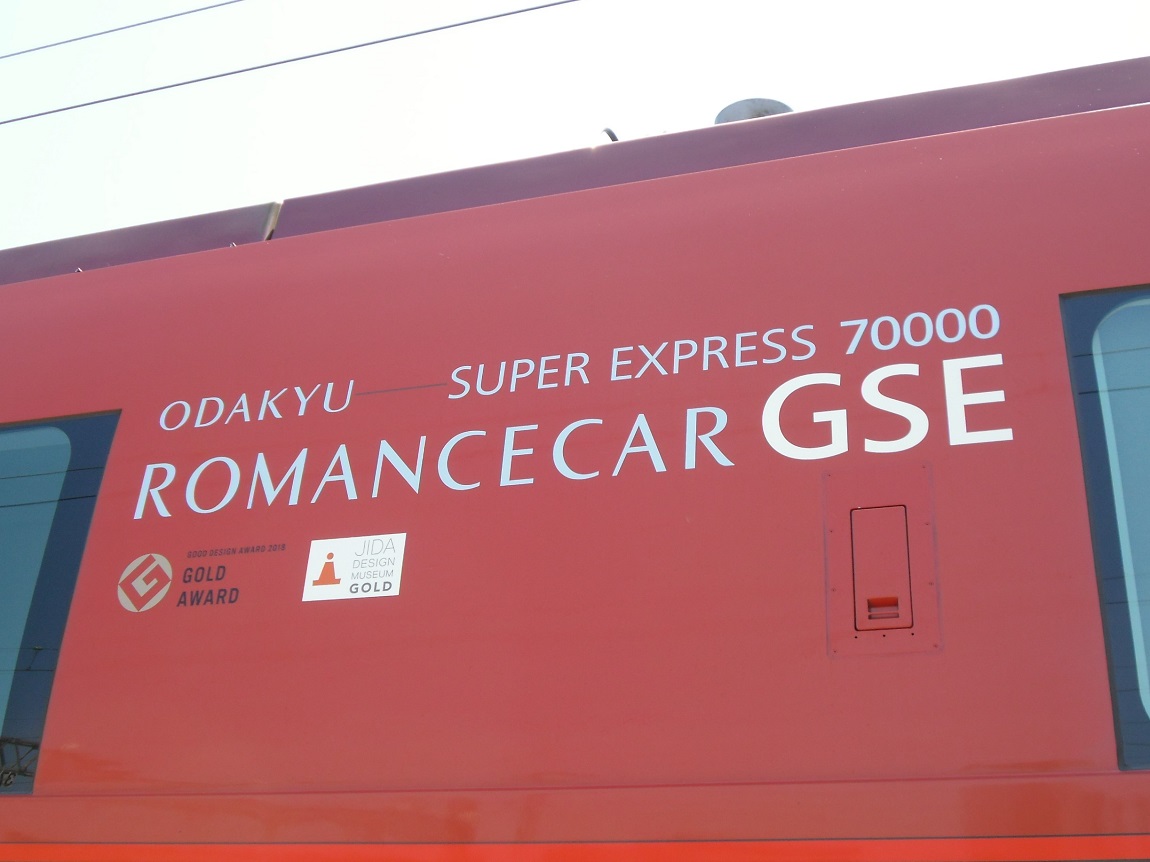 ODAKYU SUPER EXPRESS 70000
ROMANCECAR GSE
GOOD DESIGN AWARD 2018
GOLD
AWARD
JIDA
DESIGN
MUSEUM
GOLD